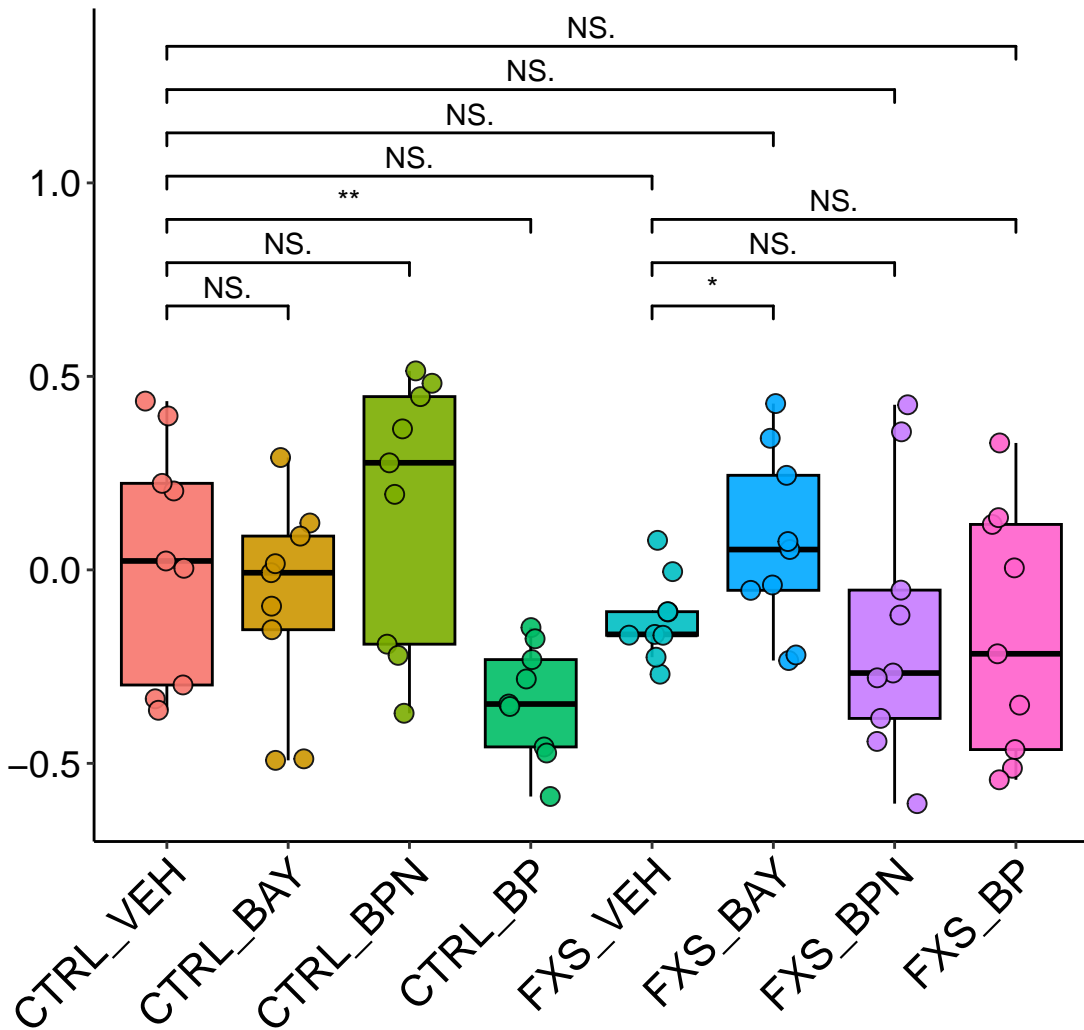 NS.
NS.
NS.
NS.
**
NS.
NS.
NS.
NS.
*
1.0
0.5
0.0
−0.5
CTRL_VEH
CTRL_BAY
CTRL_BPN
CTRL_BP
FXS_VEH
FXS_BAY
FXS_BPN
FXS_BP